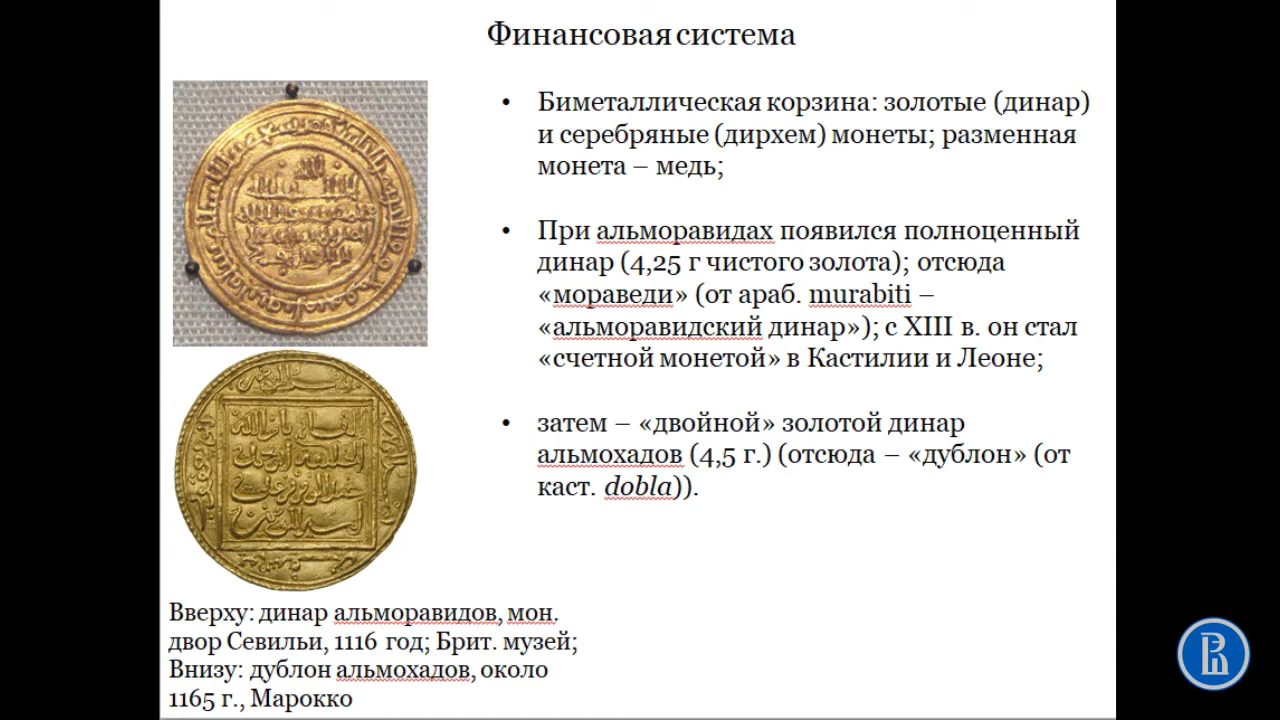 Финансовая система
• Биметаллическая корзина: золотые (динар)
и серебряные (дирхем) монеты; разменная
монета – медь;
• При альморавидах появился полноценный
динар (4,25 г чистого золота); отсюда
«мораведи» (от араб. murabiti –
«альморавидский динар»); с XIII в. он стал
«счетной монетой» в Кастилии и Леоне;
• затем – «двойной» золотой динар
альмохадов (4,5 г.) (отсюда – «дублон» (от
каст. dobla)).
Вверху: динар альморавидов, мон.
двор Севильи, 1116 год; Брит. музей;
Внизу: дублон альмохадов, около
1165 г., Марокко